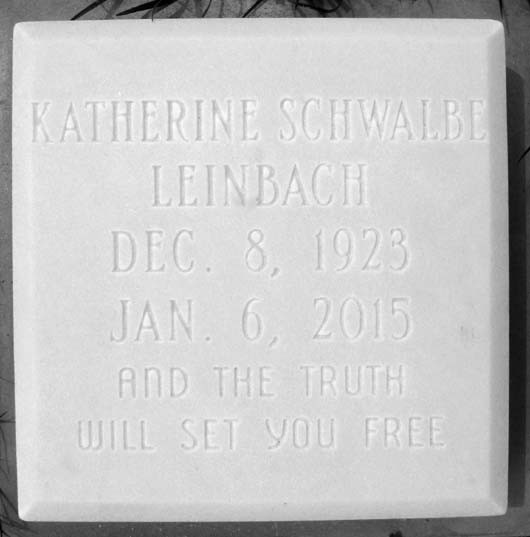 KATHERINE SCHWALBE
LEINBACH
DEC. 8, 1923
JAN. 6, 2015
AND THE TRUTH
WILL SET YOU FREE